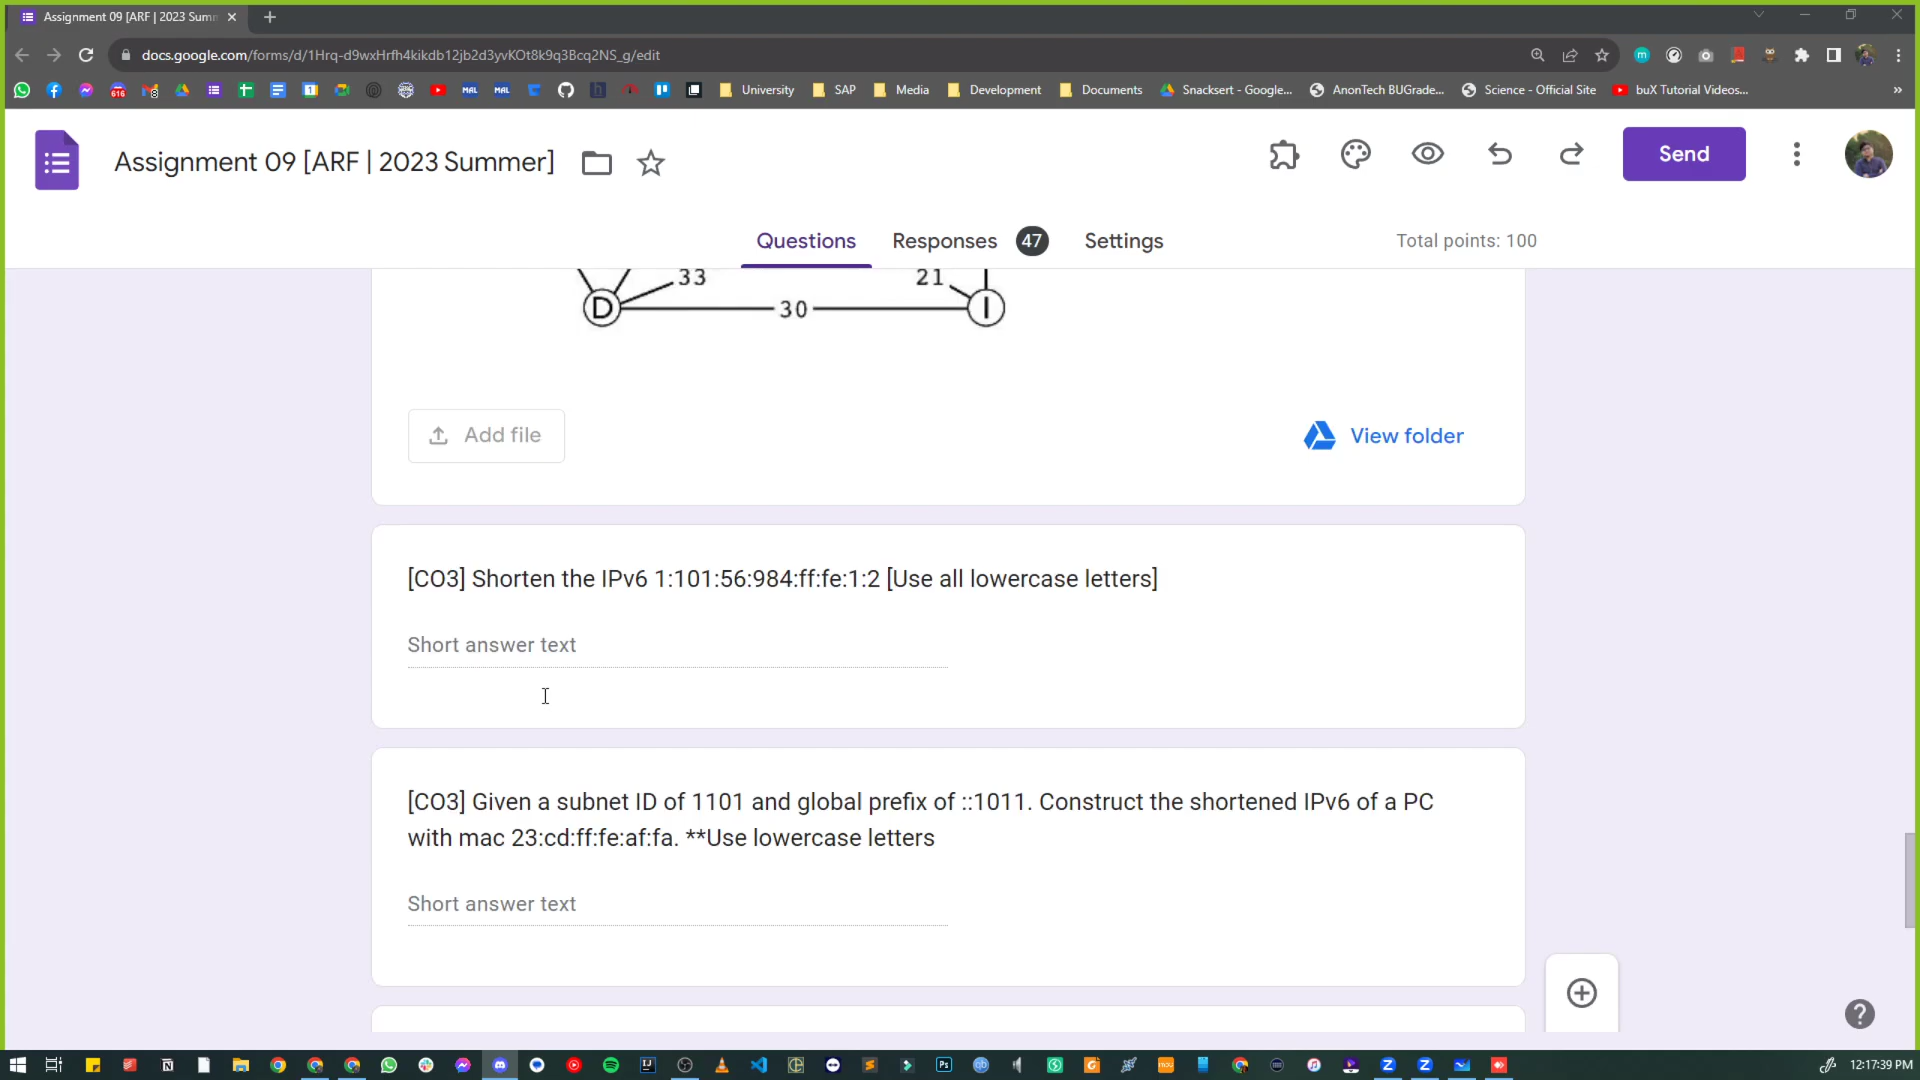 Assignment 09 [ARF | 2023 Summ
docs.google.com/forms/d/1Hrq-d9wxHrfh4kikdb12jb2d3yvKOt8k9q3Bcq2NS_g/edit
616
MAL
MAL
University
SAP
Media
Development
Documents
Snacksert - Google...
AnonTech BUGrade...
Science - Official Site
buX Tutorial Videos...
»
Assignment 09 [ARF | 2023 Summer]
Send
Questions
Responses 47
Settings
Total points: 100
33
21
D
30
I
Add file
View folder
[CO3] Shorten the IPv6 1:101:56:984:ff:fe:1:2 [Use all lowercase letters]
Short answer text
[CO3] Given a subnet ID of 1101 and global prefix of ::1011. Construct the shortened IPv6 of a PC
with mac 23:cd:ff:fe:af:fa. **Use lowercase letters
Short answer text
12:17:39 PM